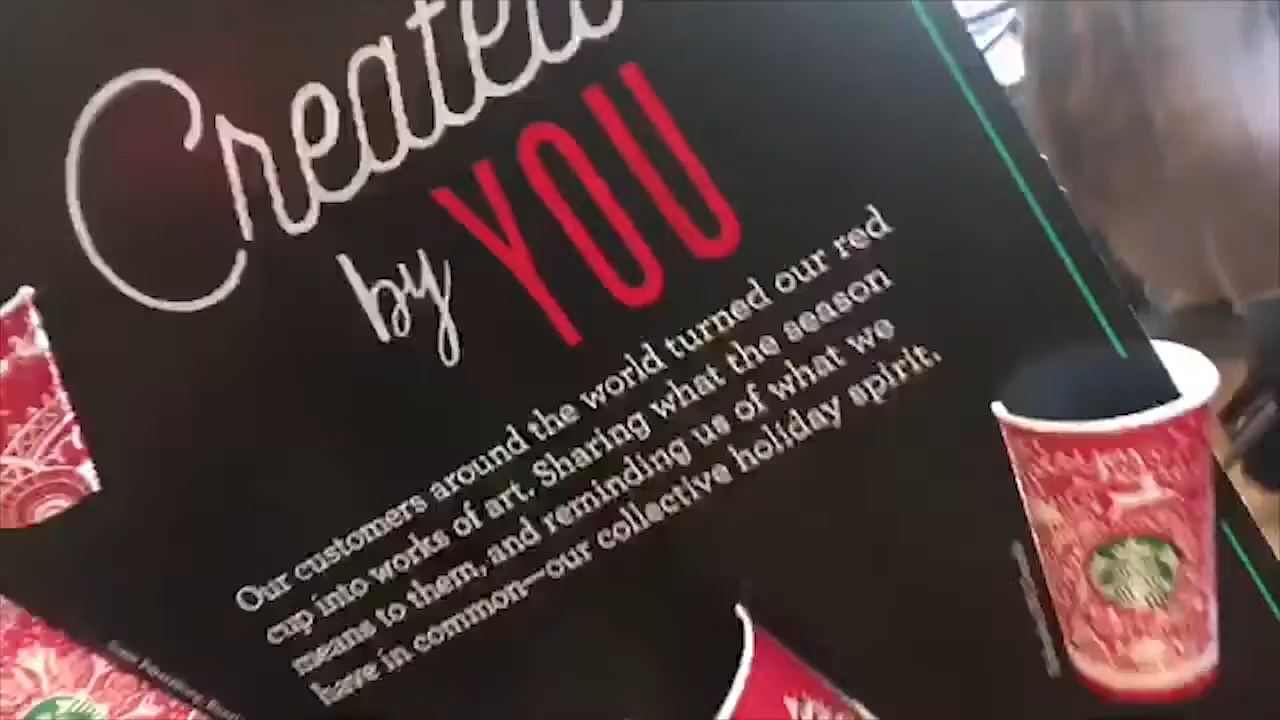 Created
by YOU
Our customers around the world turned our red
cup into works of art. Sharing what the season
means to them, and reminding us of what we
have in common—our collective holiday spirit.